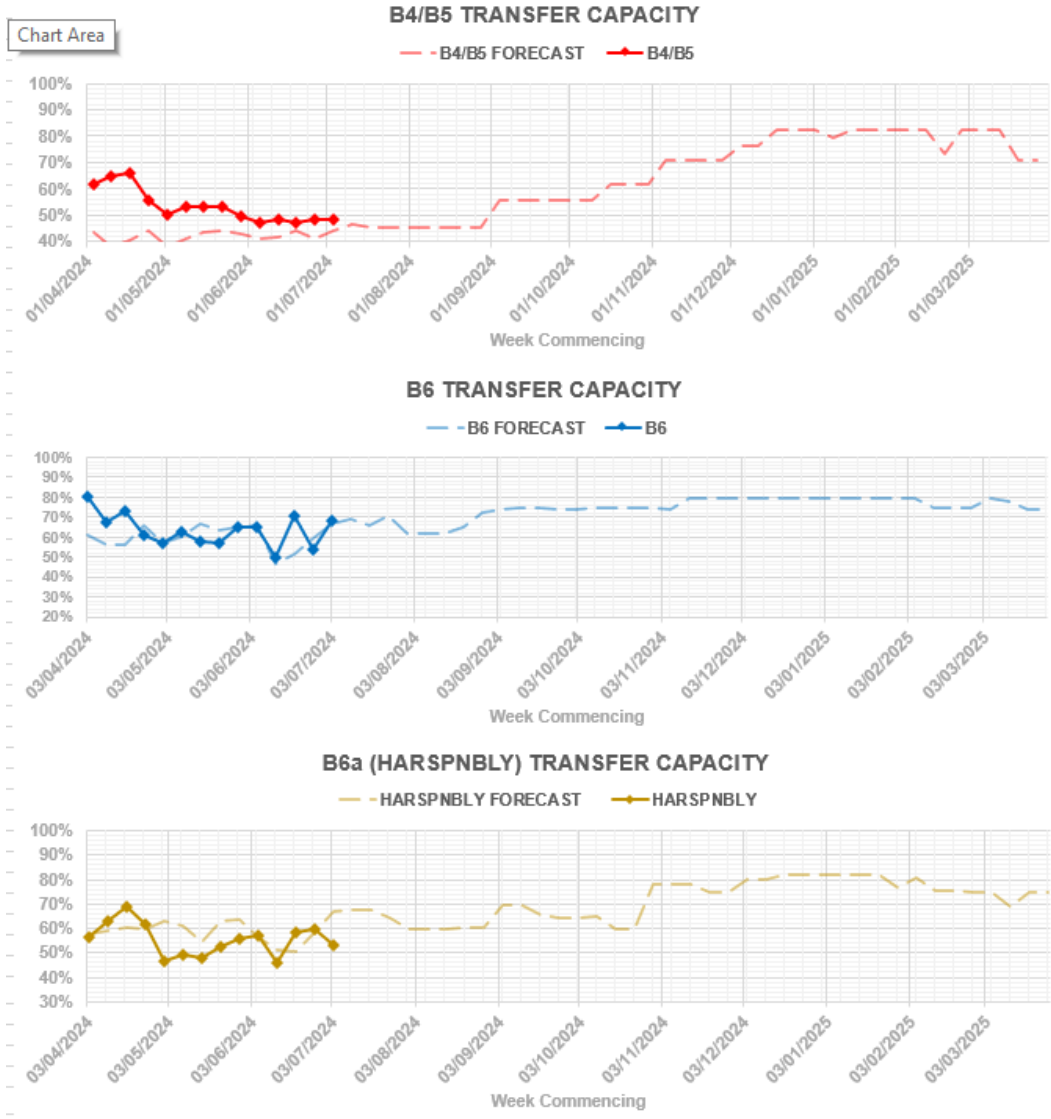 B4/B5 TRANSFER CAPACITY
Chart Area
B4/B5 FORECAST B4/B5
100%
90%
80%
70%
60%
50%
40%
01/04/2024 01/05/2024 01/06/2024 01/07/2024 01/08/2024 01/09/2024 01/10/2024 01/11/2024 01/12/2024 01/01/2025 01/02/2025 01/03/2025
Week Commencing
B6 TRANSFER CAPACITY
B6 FORECAST B6
100%
90%
80%
70%
60%
50%
40%
30%
20%
03/04/2024 03/05/2024 03/06/2024 03/07/2024 03/08/2024 03/09/2024 03/10/2024 03/11/2024 03/12/2024 03/01/2025 03/02/2025 03/03/2025
Week Commencing
B6a (HARSPNBLY) TRANSFER CAPACITY
HARSPNBLY FORECAST HARSPNBLY
100%
90%
80%
70%
60%
50%
40%
30%
03/04/2024 03/05/2024 03/06/2024 03/07/2024 03/08/2024 03/09/2024 03/10/2024 03/11/2024 03/12/2024 03/01/2025 03/02/2025 03/03/2025
Week Commencing